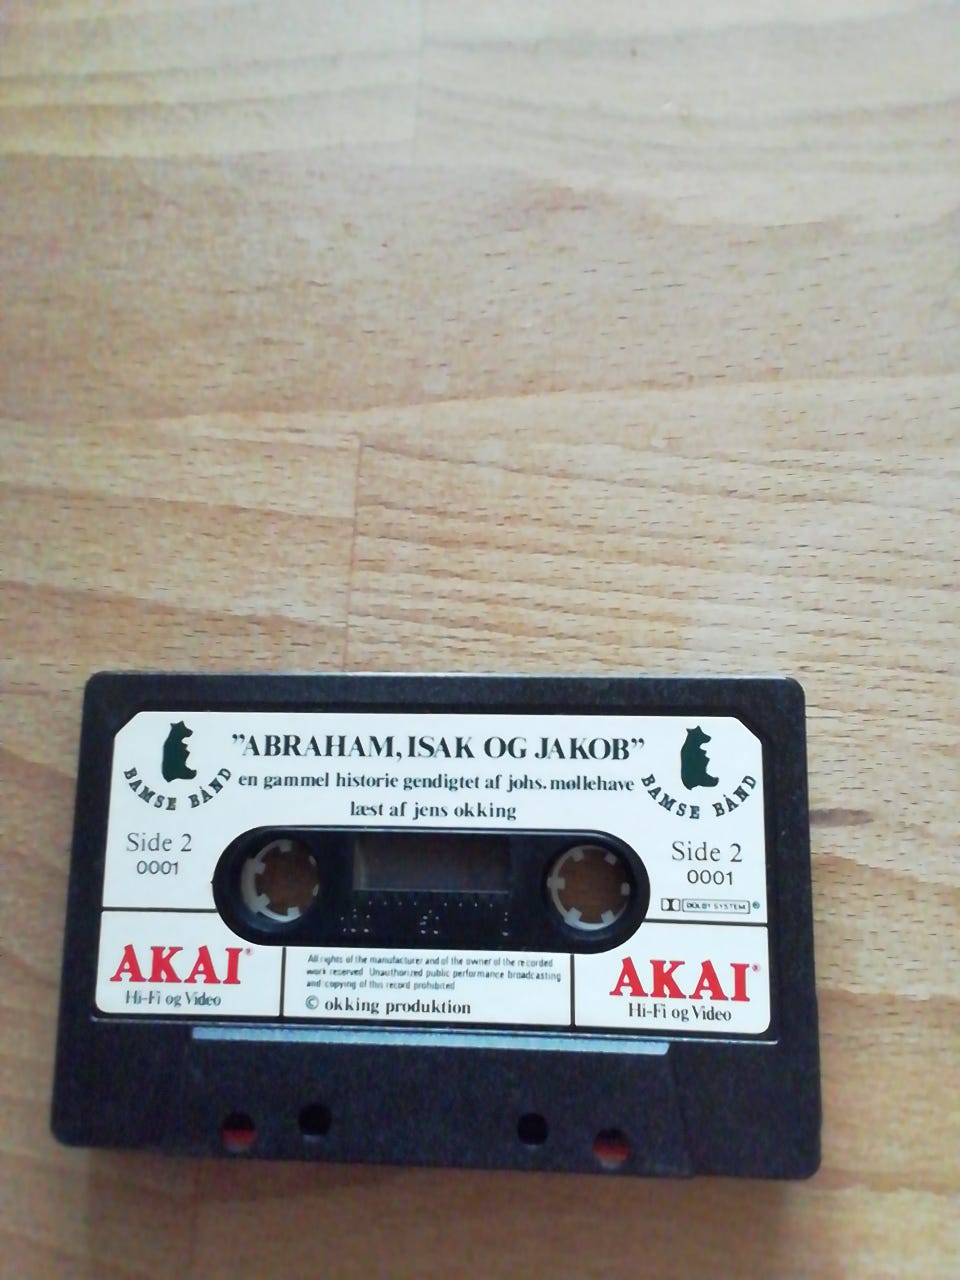 "ABRAHAM, ISAK OG JAKOB"
en gammel historie gendigtet af johs. møllehave
læst af jens okking
BAMSE BÅND
BAMSE BÅND
Side 2
0001
Side 2
0001
DOLBY SYSTEM ®
AKAI®
Hi-Fi og Video
All rights of the manufacturer and of the owner of the recorded
work reserved Unauthorized public performance broadcasting
and copying of this record prohibited
© okking produktion
AKAI®
Hi-Fi og Video